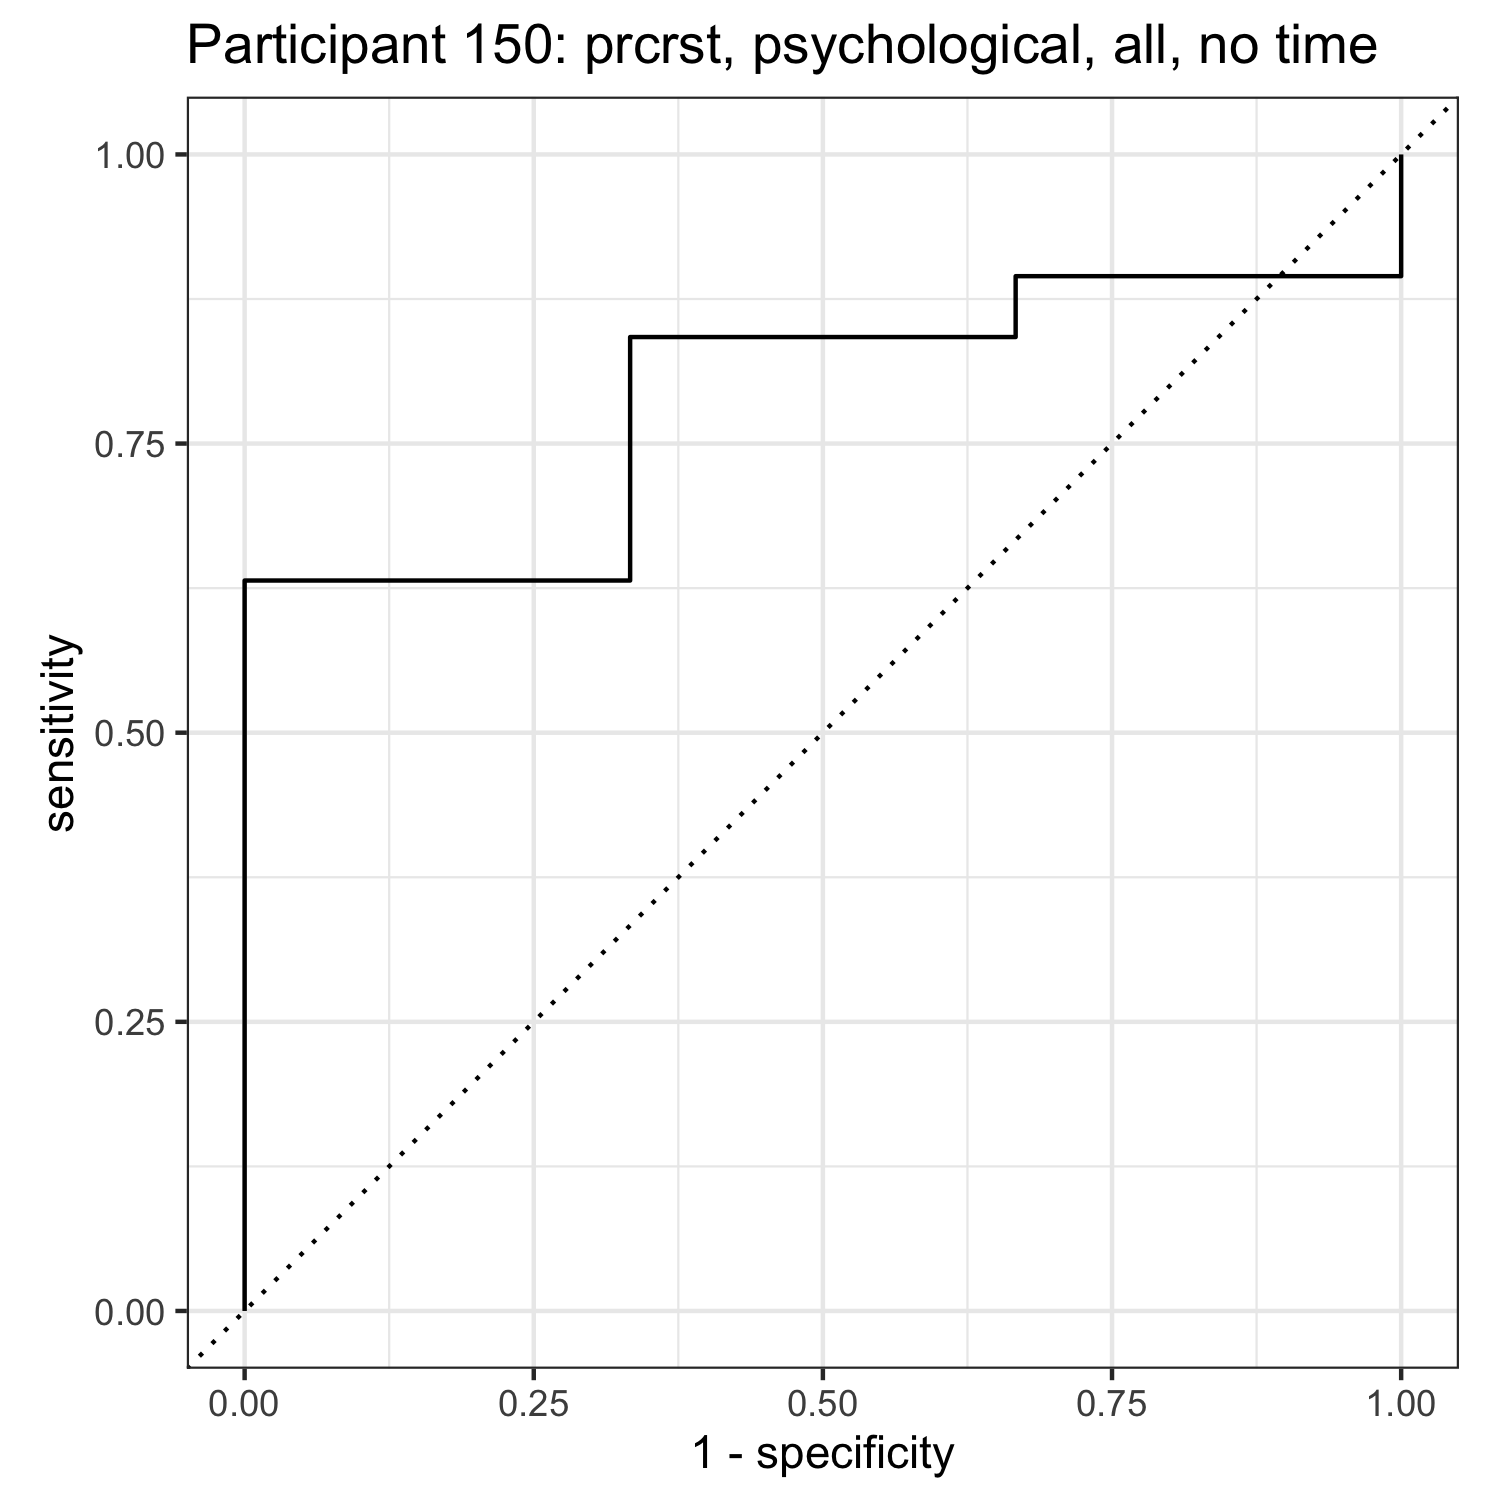 Participant 150: prcrst, psychological, all, no time
1.00
0.75
0.50
0.25
0.00
sensitivity
0.00 0.25 0.50 0.75 1.00
1 - specificity